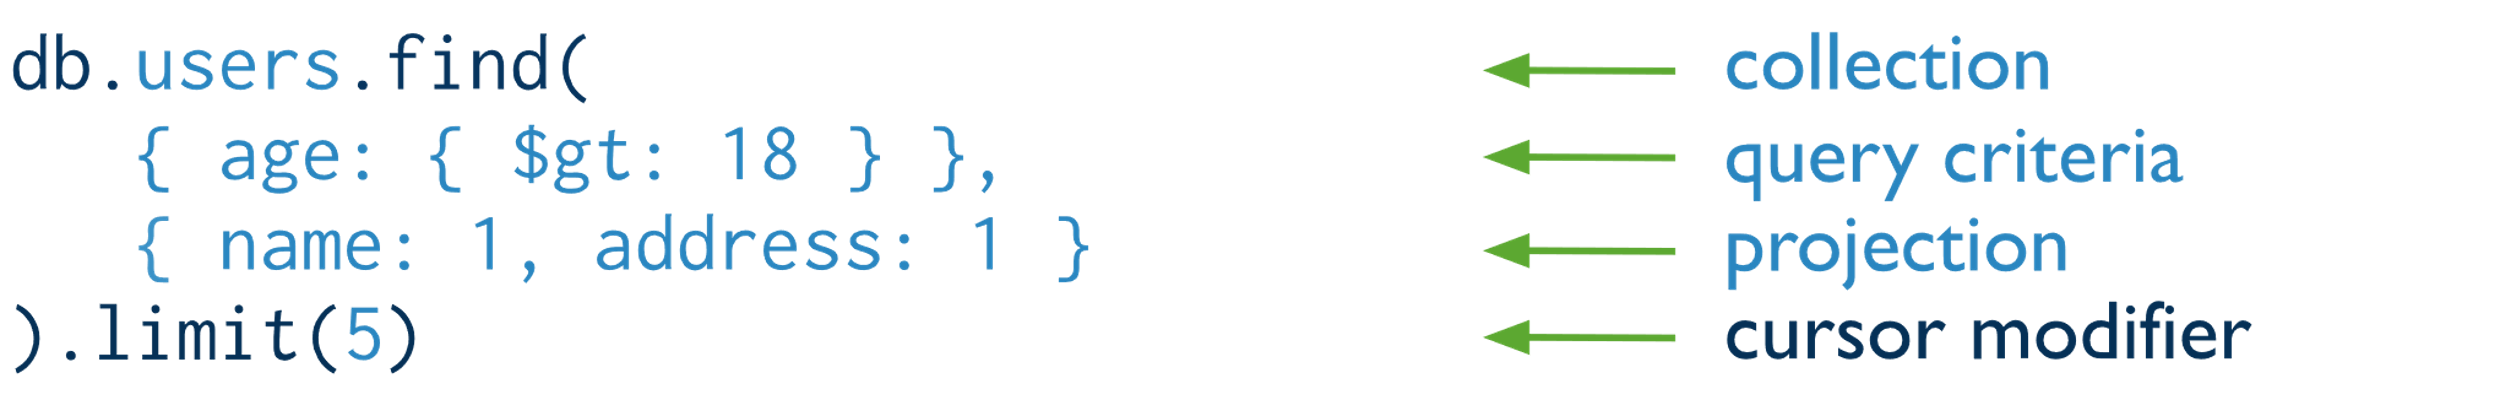 db.users.find( collection
{ age: { $gt: 18 } }, query criteria
{ name: 1, address: 1 } projection
).limit(5) cursor modifier